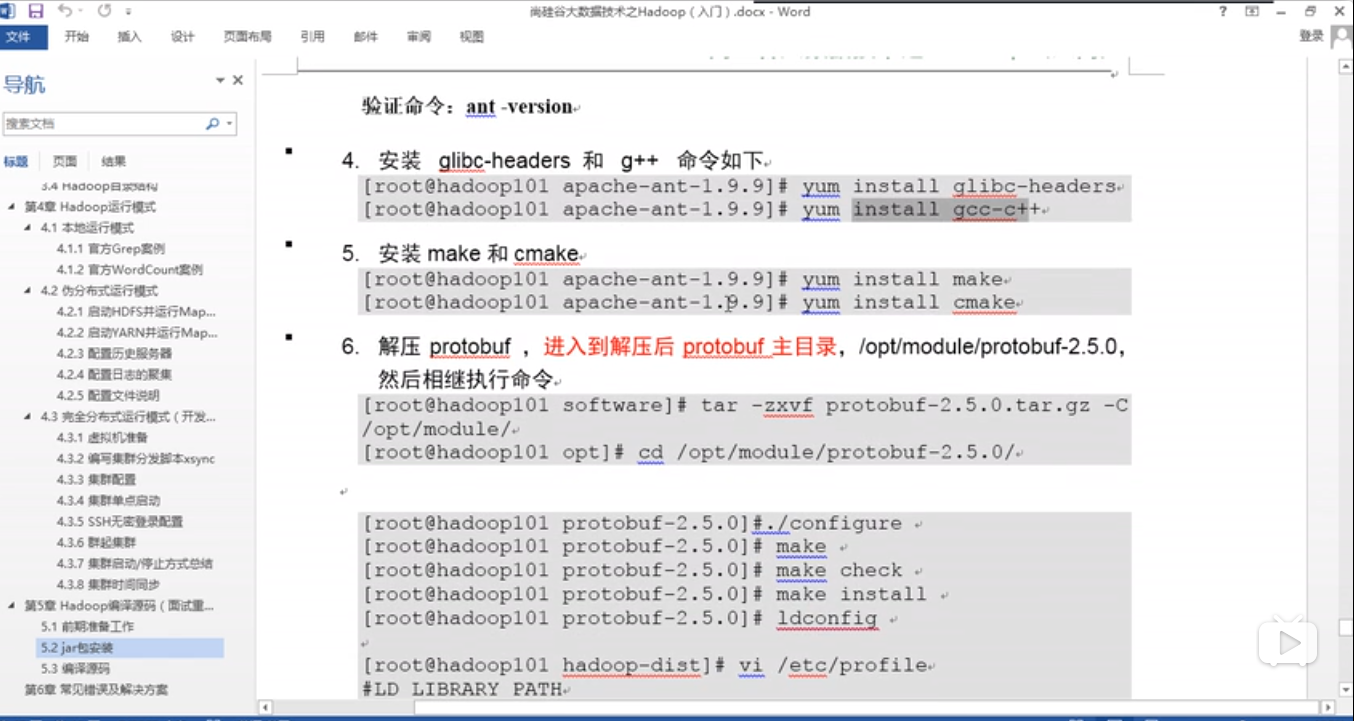 尚硅谷大数据技术之Hadoop（入门）.docx - Word
文件 开始 插入 设计 页面布局 引用 邮件 审阅 视图 登录
导航
搜索文档
标题 页面 结果
3.4 Hadoop目录结构
第4章 Hadoop运行模式
4.1 本地运行模式
4.1.1 官方Grep案例
4.1.2 官方WordCount案例
4.2 伪分布式运行模式
4.2.1 启动HDFS并运行Map...
4.2.2 启动YARN并运行Map...
4.2.3 配置历史服务器
4.2.4 配置日志的聚集
4.2.5 配置文件说明
4.3 完全分布式运行模式（开发...
4.3.1 虚拟机准备
4.3.2 编写集群分发脚本xsync
4.3.3 集群配置
4.3.4 集群单点启动
4.3.5 SSH无密登录配置
4.3.6 群起集群
4.3.7 集群启动/停止方式总结
4.3.8 集群时间同步
第5章 Hadoop编译源码（面试重...
5.1 前期准备工作
5.2 jar包安装
5.3 编译源码
第6章 常见错误及解决方案
验证命令：ant -version
4. 安装 glibc-headers 和 g++ 命令如下
[root@hadoop101 apache-ant-1.9.9]# yum install glibc-headers
[root@hadoop101 apache-ant-1.9.9]# yum install gcc-c++
5. 安装 make 和 cmake
[root@hadoop101 apache-ant-1.9.9]# yum install make
[root@hadoop101 apache-ant-1.9.9]# yum install cmake
6. 解压 protobuf ，进入到解压后 protobuf 主目录，/opt/module/protobuf-2.5.0，
然后相继执行命令
[root@hadoop101 software]# tar -zxvf protobuf-2.5.0.tar.gz -C
/opt/module/
[root@hadoop101 opt]# cd /opt/module/protobuf-2.5.0/
[root@hadoop101 protobuf-2.5.0]#./configure
[root@hadoop101 protobuf-2.5.0]# make
[root@hadoop101 protobuf-2.5.0]# make check
[root@hadoop101 protobuf-2.5.0]# make install
[root@hadoop101 protobuf-2.5.0]# ldconfig
[root@hadoop101 hadoop-dist]# vi /etc/profile
#LD_LIBRARY_PATH